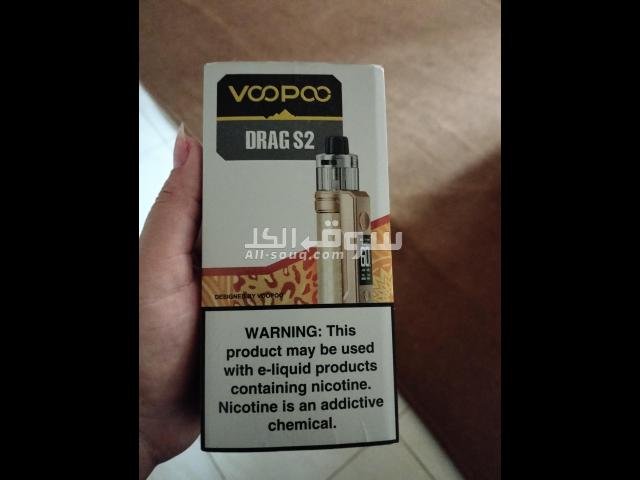 VOOPOO
DRAG S2
سوق الكل
All-souq.com
DESIGNED BY VOOPOO
WARNING: This
product may be used
with e-liquid products
containing nicotine.
Nicotine is an addictive
chemical.